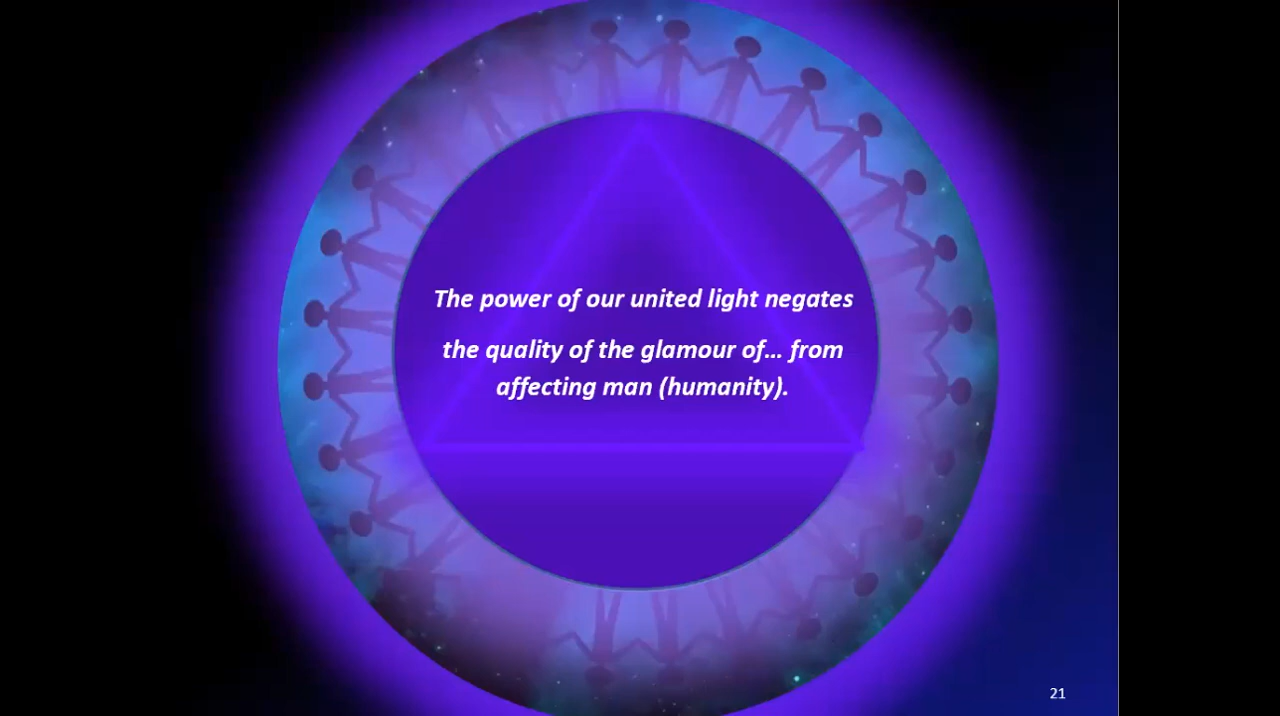 The power of our united light negates
the quality of the glamour of... from
affecting man (humanity).
21